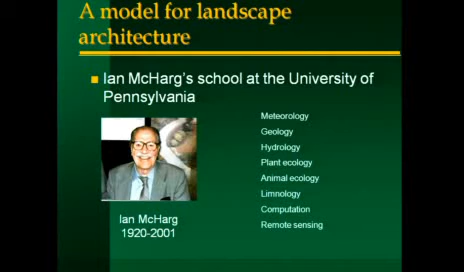 A model for landscape
architecture
Ian McHarg's school at the University of
Pennsylvania
Meteorology
Geology
Hydrology
Plant ecology
Animal ecology
Limnology
Computation
Remote sensing
Ian McHarg
1920-2001